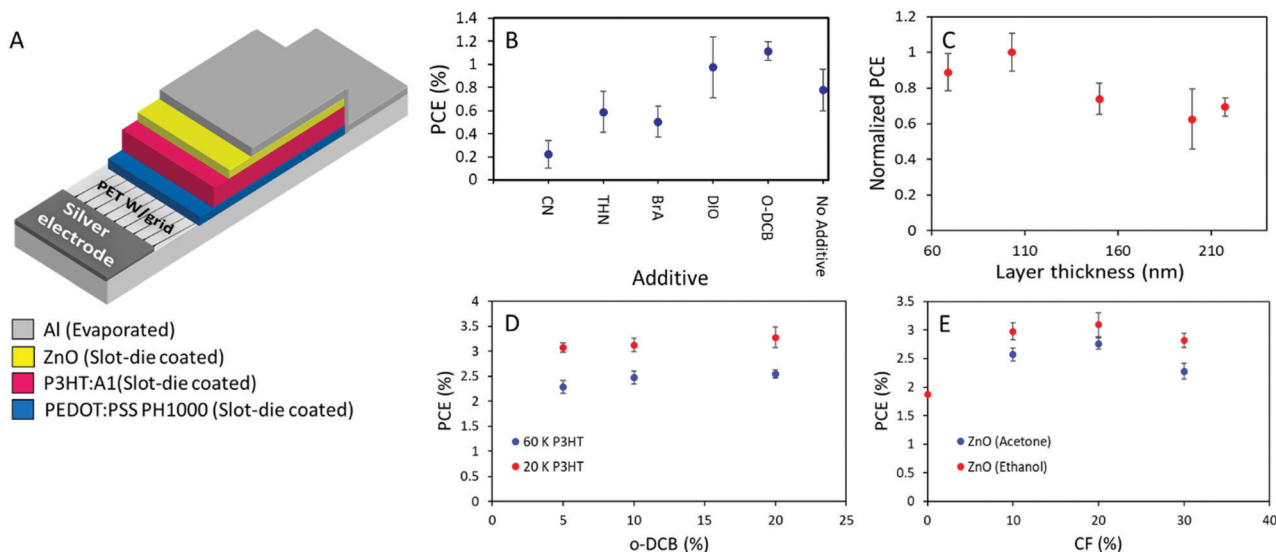 A
Silver
electrode
PET W/grid
Al (Evaporated)
ZnO (Slot-die coated)
P3HT:A1(Slot-die coated)
PEDOT:PSS PH1000 (Slot-die coated)
B
PCE (%)
1.4
1.2
1
0.8
0.6
0.4
0.2
0
CN
THN
BrA
DIO
O-DCB
No Additive
Additive
C
Normalized PCE
1.2
1
0.8
0.6
0.4
0.2
0
60
110
160
210
Layer thickness (nm)
D
PCE (%)
4
3.5
3
2.5
2
1.5
1
0.5
0
60 K P3HT
20 K P3HT
0
5
10
15
20
25
o-DCB (%)
E
PCE (%)
3.5
3
2.5
2
1.5
1
0.5
0
ZnO (Acetone)
ZnO (Ethanol)
0
10
20
30
40
CF (%)